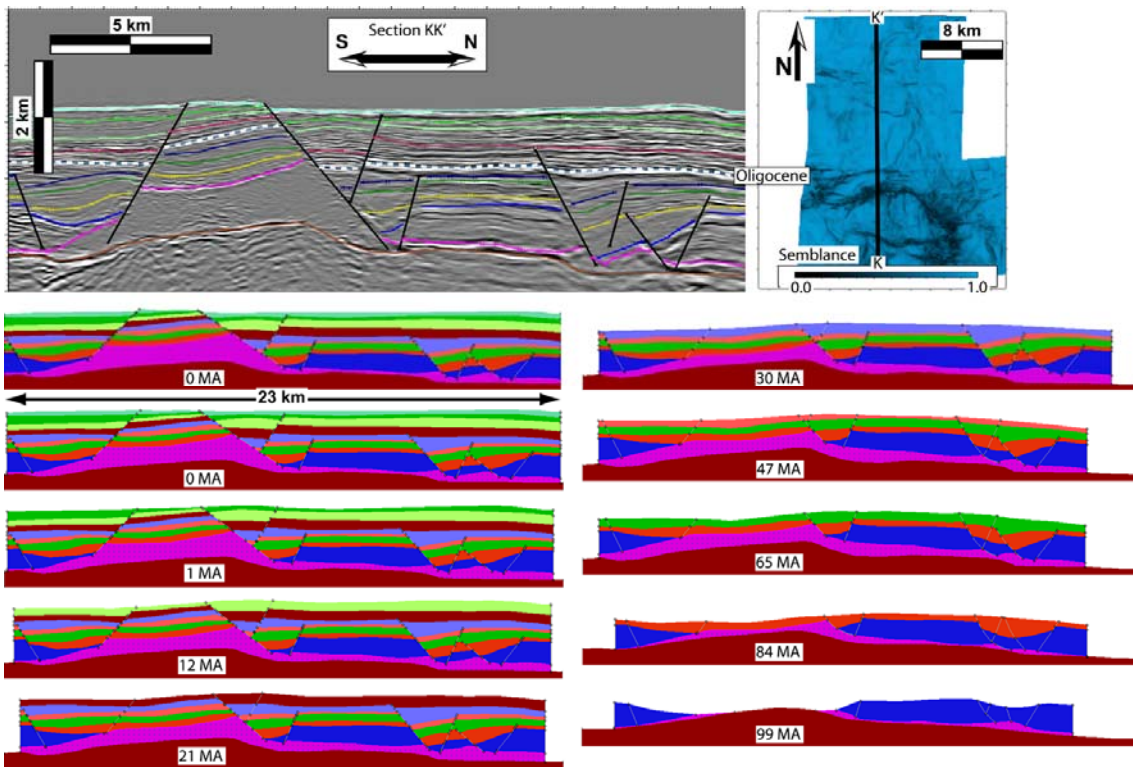 5 km
Section KK'
S
N
2 km
K'
8 km
N
Oligocene
Semblance
K
0.0
1.0
0 MA
23 km
0 MA
1 MA
12 MA
21 MA
30 MA
47 MA
65 MA
84 MA
99 MA